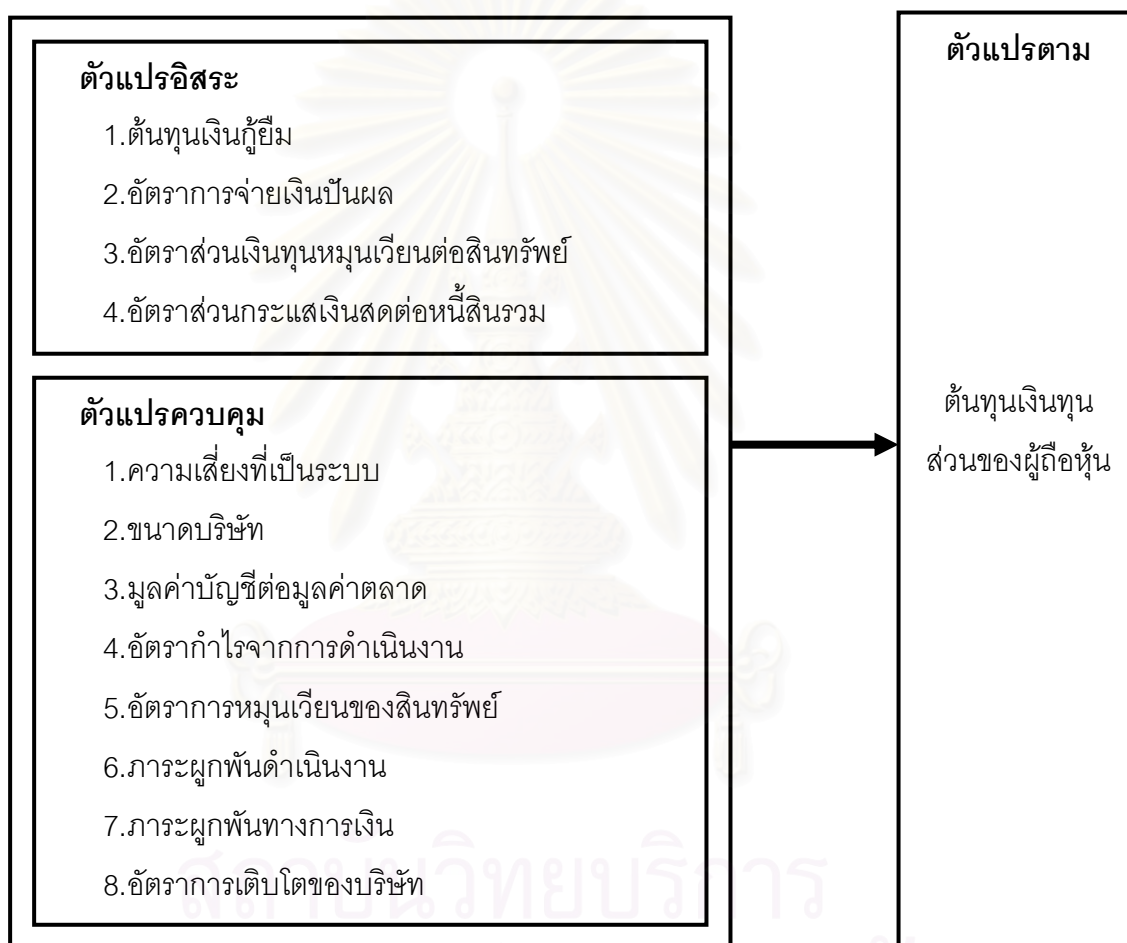 ตัวแปรอิสระ
1.ต้นทุนเงินกู้ยืม
2.อัตราการจ่ายเงินปันผล
3.อัตราส่วนเงินทุนหมุนเวียนต่อสินทรัพย์
4.อัตราส่วนกระแสเงินสดต่อหนี้สินรวม
ตัวแปรควบคุม
1.ความเสี่ยงที่เป็นระบบ
2.ขนาดบริษัท
3.มูลค่าบัญชีต่อมูลค่าตลาด
4.อัตรากำไรจากการดำเนินงาน
5.อัตราการหมุนเวียนของสินทรัพย์
6.ภาระผูกพันดำเนินงาน
7.ภาระผูกพันทางการเงิน
8.อัตราการเติบโตของบริษัท
ตัวแปรตาม
ต้นทุนเงินทุน
ส่วนของผู้ถือหุ้น
สถาบันวิทยบริการ